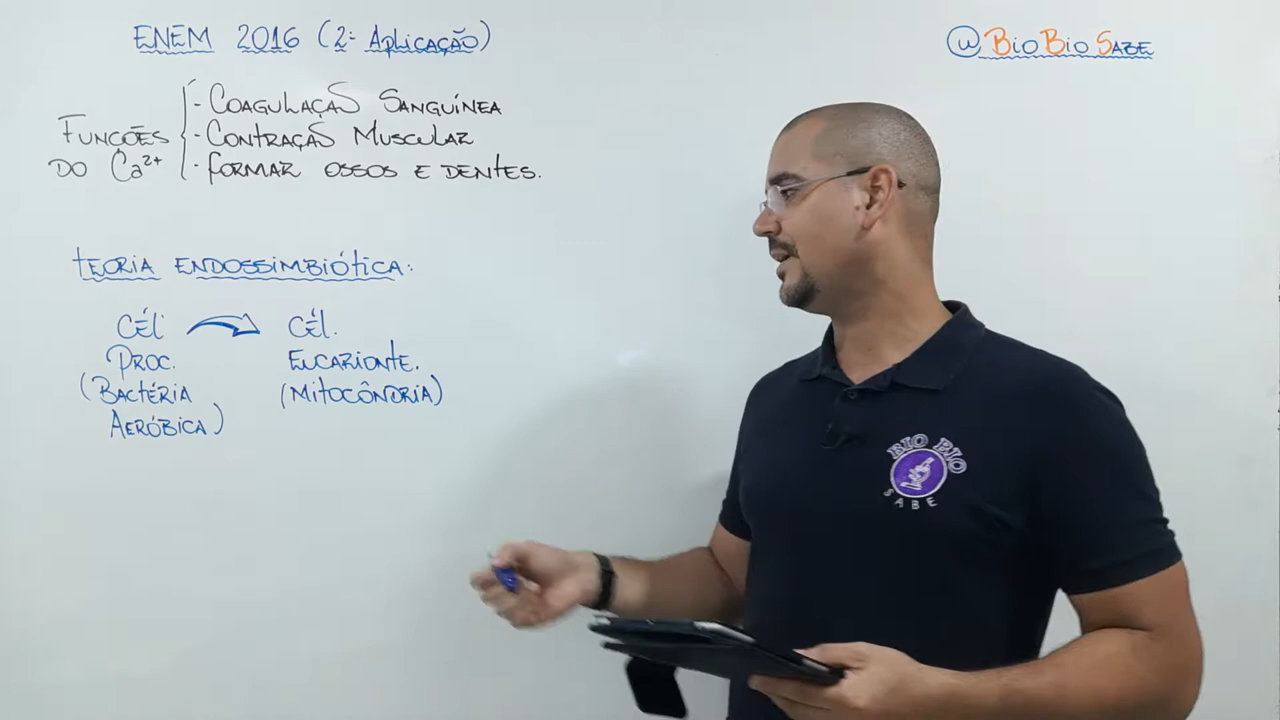 ENEM 2016 (2ª Aplicação)
@BioBioSabe
Funções do Ca²⁺
- Coagulação Sanguínea
- Contração Muscular
- Formar ossos e dentes.
Teoria Endossimbiótica:
Cél. → Cél.
Proc. Eucarionte.
(Bactéria (Mitocôndria)
Aeróbica)
BIO BIO
SABE